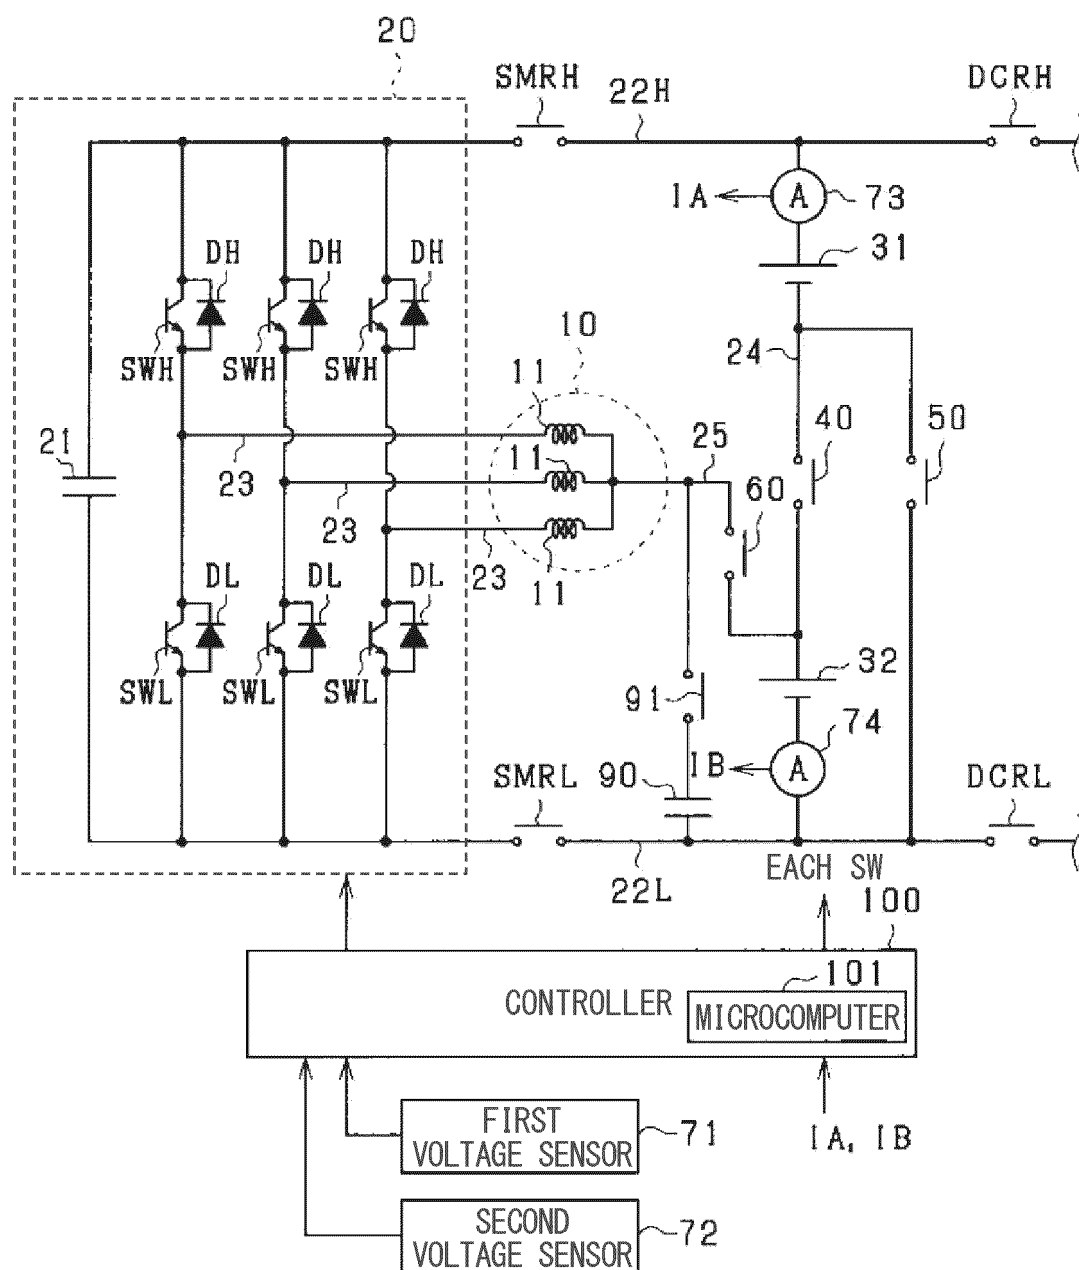 20
SMRH
22H
DCRH
IA
A
73
31
DH
DH
DH
SWH
SWH
SWH
10
24
11
21
11
25
40
50
23
23
60
23
11
DL
DL
DL
SWL
SWL
SWL
91
32
74
IB
A
90
SMRL
DCRL
22L
EACH SW
100
101
CONTROLLER
MICROCOMPUTER
FIRST
VOLTAGE SENSOR
71
IA, IB
SECOND
VOLTAGE SENSOR
72